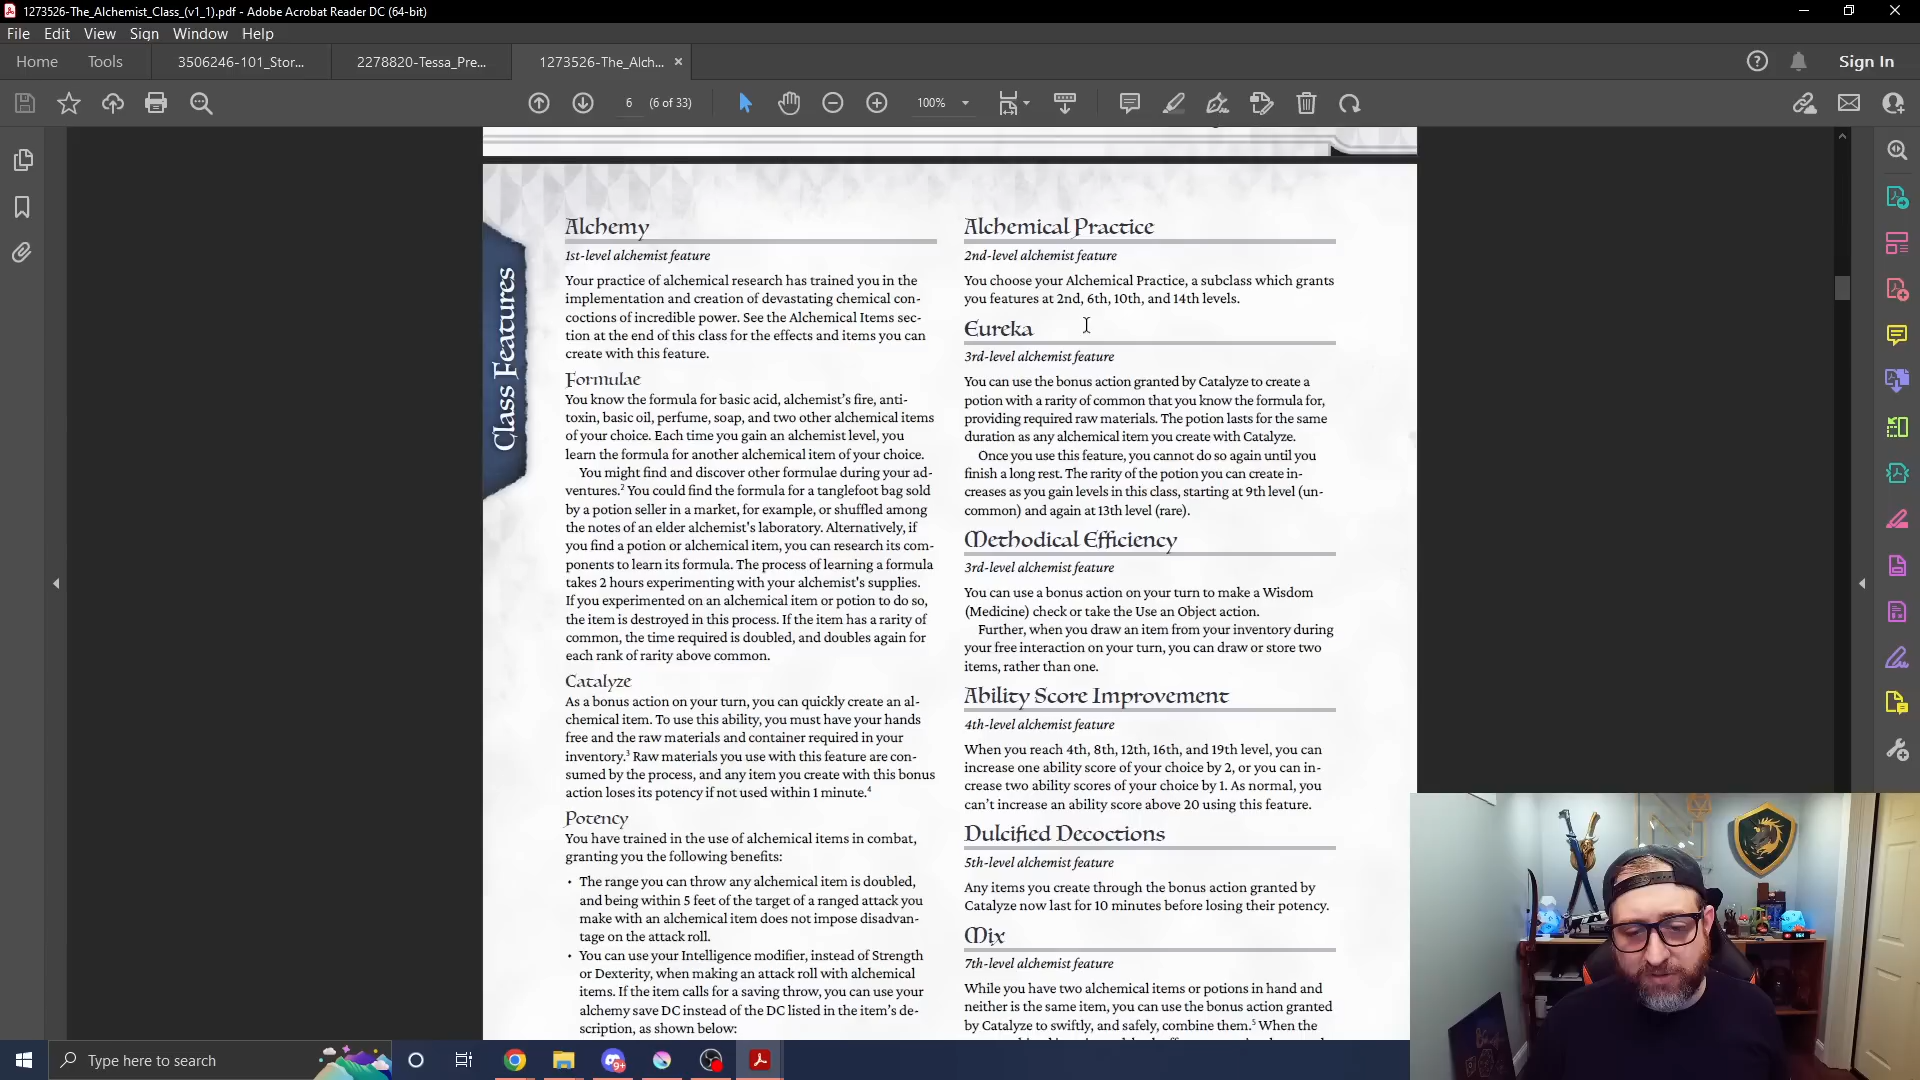 1273526-The_Alchemist_Class_(v1_1).pdf - Adobe Acrobat Reader DC (64-bit)
File Edit View Sign Window Help
Home Tools 3506246-101_Stor... 2278820-Tessa_Pre... 1273526-The_Alch... Sign In
6 (6 of 33) 100%
Class Features
Alchemy
1st-level alchemist feature
Your practice of alchemical research has trained you in the
implementation and creation of devastating chemical con-
coctions of incredible power. See the Alchemical Items sec-
tion at the end of this class for the effects and items you can
create with this feature.
Formulae
You know the formula for basic acid, alchemist's fire, anti-
toxin, basic oil, perfume, soap, and two other alchemical items
of your choice. Each time you gain an alchemist level, you
learn the formula for another alchemical item of your choice.
You might find and discover other formulae during your ad-
ventures.² You could find the formula for a tanglefoot bag sold
by a potion seller in a market, for example, or shuffled among
the notes of an elder alchemist's laboratory. Alternatively, if
you find a potion or alchemical item, you can research its com-
ponents to learn its formula. The process of learning a formula
takes 2 hours experimenting with your alchemist's supplies.
If you experimented on an alchemical item or potion to do so,
the item is destroyed in this process. If the item has a rarity of
common, the time required is doubled, and doubles again for
each rank of rarity above common.
Catalyze
As a bonus action on your turn, you can quickly create an al-
chemical item. To use this ability, you must have your hands
free and the raw materials and container required in your
inventory.³ Raw materials you use with this feature are con-
sumed by the process, and any item you create with this bonus
action loses its potency if not used within 1 minute.⁴
Potency
You have trained in the use of alchemical items in combat,
granting you the following benefits:
• The range you can throw any alchemical item is doubled,
and being within 5 feet of the target of a ranged attack you
make with an alchemical item does not impose disadvan-
tage on the attack roll.
• You can use your Intelligence modifier, instead of Strength
or Dexterity, when making an attack roll with alchemical
items. If the item calls for a saving throw, you can use your
alchemy save DC instead of the DC listed in the item's de-
scription, as shown below:
Alchemical Practice
2nd-level alchemist feature
You choose your Alchemical Practice, a subclass which grants
you features at 2nd, 6th, 10th, and 14th levels.
Eureka
3rd-level alchemist feature
You can use the bonus action granted by Catalyze to create a
potion with a rarity of common that you know the formula for,
providing required raw materials. The potion lasts for the same
duration as any alchemical item you create with Catalyze.
Once you use this feature, you cannot do so again until you
finish a long rest. The rarity of the potion you can create in-
creases as you gain levels in this class, starting at 9th level (un-
common) and again at 13th level (rare).
Methodical Efficiency
3rd-level alchemist feature
You can use a bonus action on your turn to make a Wisdom
(Medicine) check or take the Use an Object action.
Further, when you draw an item from your inventory during
your free interaction on your turn, you can draw or store two
items, rather than one.
Ability Score Improvement
4th-level alchemist feature
When you reach 4th, 8th, 12th, 16th, and 19th level, you can
increase one ability score of your choice by 2, or you can in-
crease two ability scores of your choice by 1. As normal, you
can't increase an ability score above 20 using this feature.
Dulcified Decoctions
5th-level alchemist feature
Any items you create through the bonus action granted by
Catalyze now last for 10 minutes before losing their potency.
Mix
7th-level alchemist feature
While you have two alchemical items or potions in hand and
neither is the same item, you can use the bonus action granted
by Catalyze to swiftly, and safely, combine them.⁵ When the
Type here to search